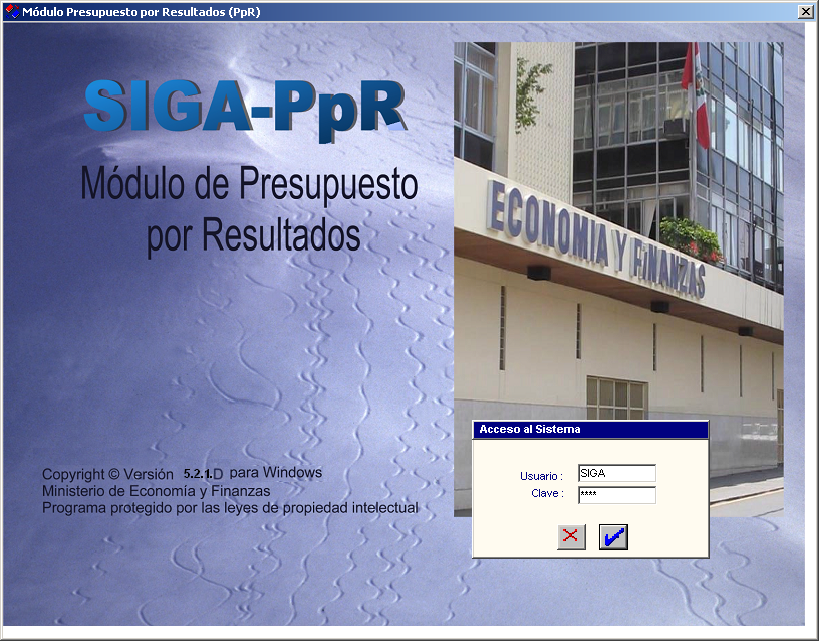 Módulo Presupuesto por Resultados (PpR)
SIGA-PpR
Módulo de Presupuesto
por Resultados
ECONOMIA Y FINANZAS
Acceso al Sistema
Usuario : SIGA
Clave : ****
Copyright © Versión 5.2.1.D para Windows
Ministerio de Economía y Finanzas
Programa protegido por las leyes de propiedad intelectual